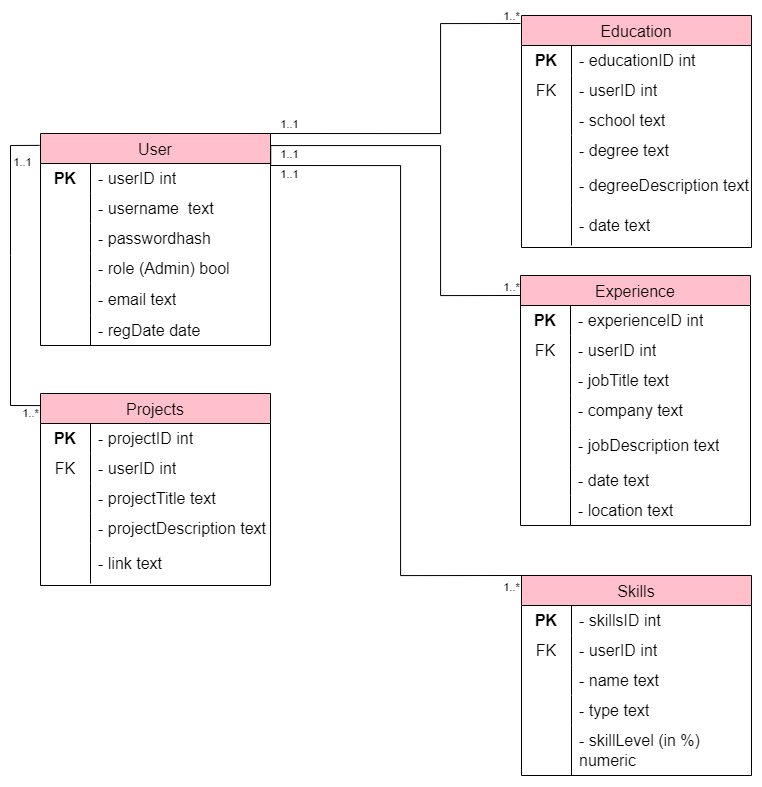 1..*
Education
PK - educationID int
FK - userID int
- school text
- degree text
- degreeDescription text
- date text
1..1
1..1
1..1
1..1
User
PK - userID int
- username  text
- passwordhash
- role (Admin) bool
- email text
- regDate date
1..*
Experience
PK - experienceID int
FK - userID int
- jobTitle text
- company text
- jobDescription text
- date text
- location text
1..*
Projects
PK - projectID int
FK - userID int
- projectTitle text
- projectDescription text
- link text
1..*
Skills
PK - skillsID int
FK - userID int
- name text
- type text
- skillLevel (in %)
numeric